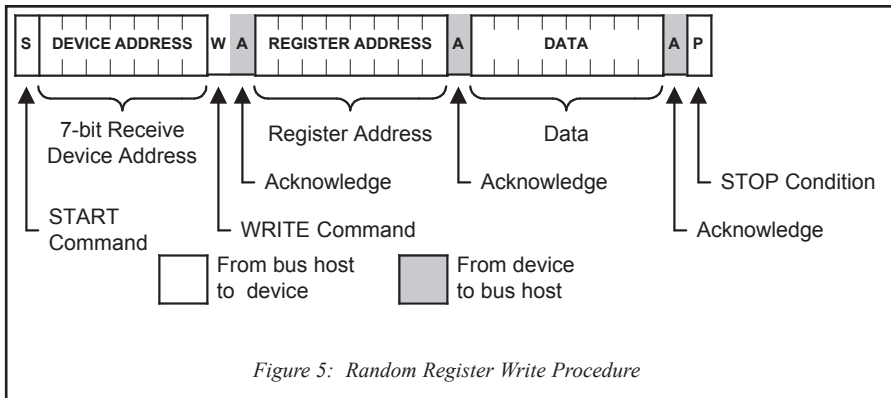 S DEVICE ADDRESS W A REGISTER ADDRESS A DATA A P
7-bit Receive
Device Address
Register Address
Data
Acknowledge
Acknowledge
STOP Condition
START
Command
WRITE Command
Acknowledge
From bus host
to device
From device
to bus host
Figure 5: Random Register Write Procedure